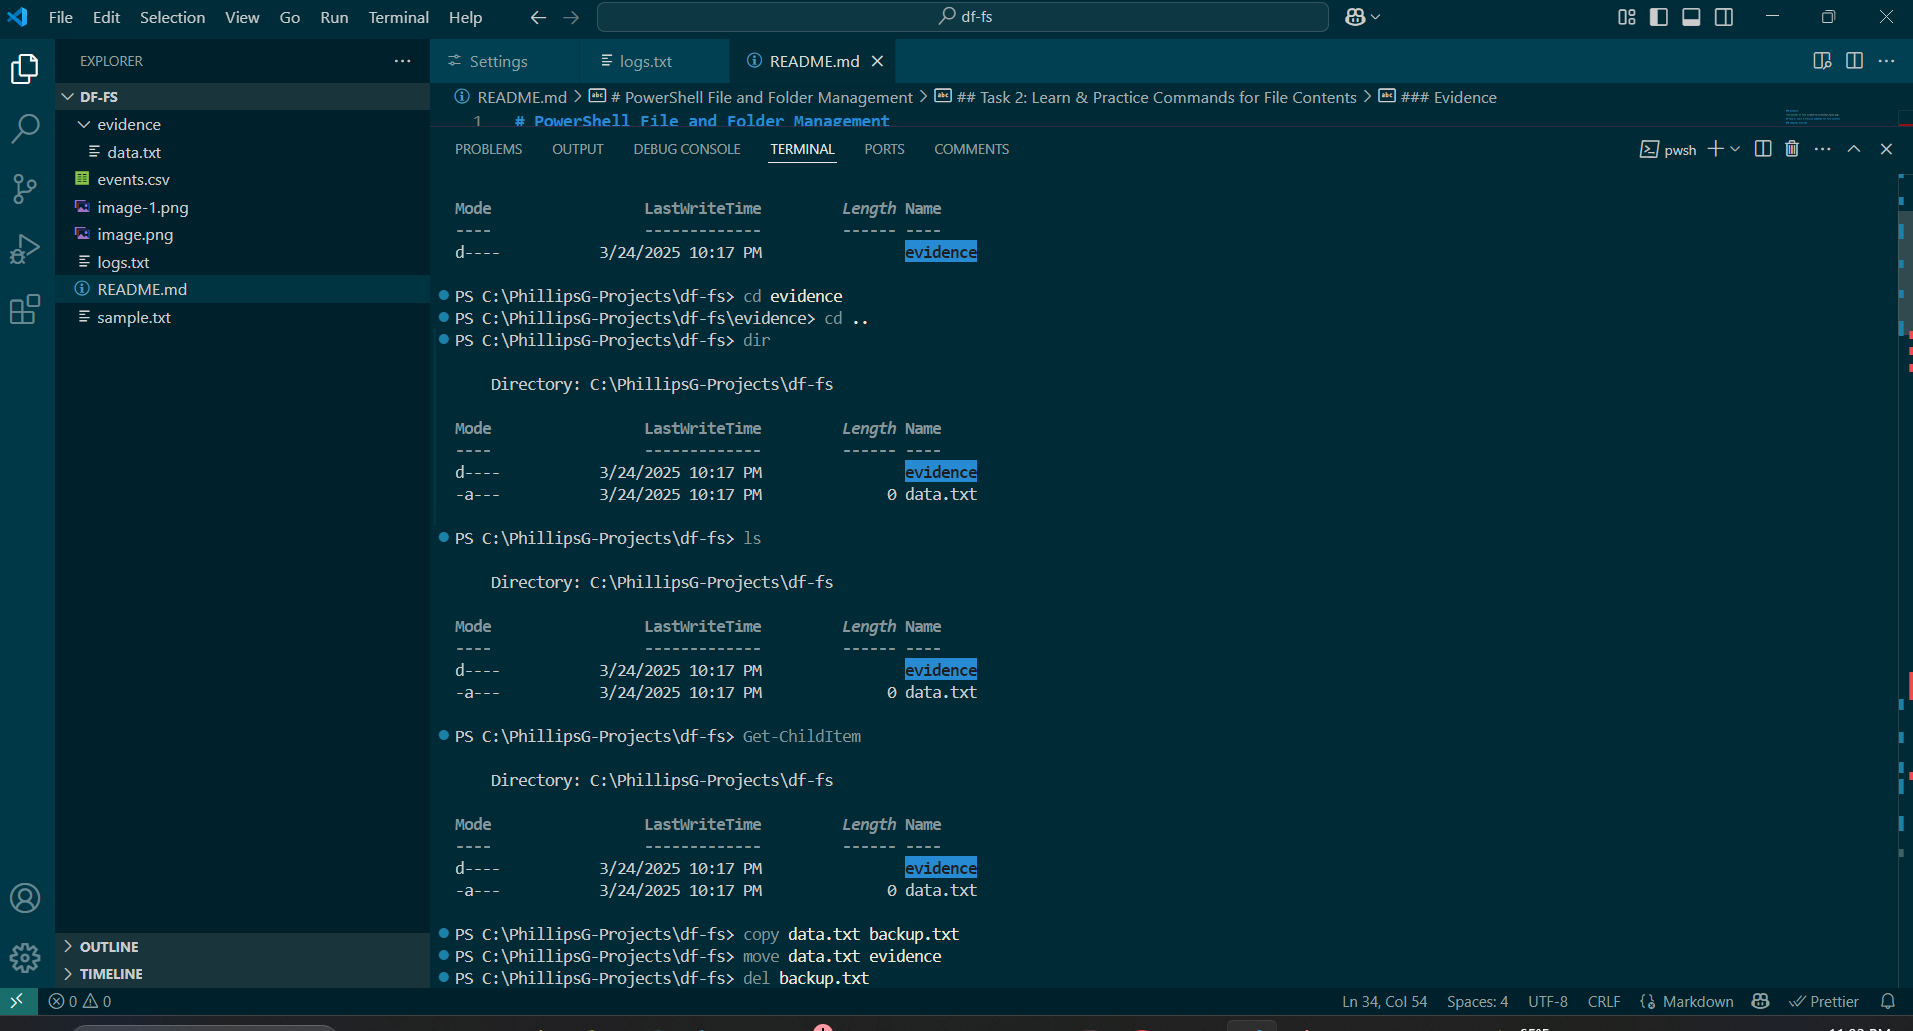 File Edit Selection View Go Run Terminal Help
df-fs
EXPLORER
DF-FS
evidence
data.txt
events.csv
image-1.png
image.png
logs.txt
README.md
sample.txt
OUTLINE
TIMELINE
Settings
logs.txt
README.md
README.md > # PowerShell File and Folder Management > ## Task 2: Learn & Practice Commands for File Contents > ### Evidence
1 # PowerShell File and Folder Management
PROBLEMS OUTPUT DEBUG CONSOLE TERMINAL PORTS COMMENTS
pwsh
Mode LastWriteTime Length Name
---- ------------- ------ ----
d---- 3/24/2025 10:17 PM evidence
PS C:\PhillipsG-Projects\df-fs> cd evidence
PS C:\PhillipsG-Projects\df-fs\evidence> cd ..
PS C:\PhillipsG-Projects\df-fs> dir
Directory: C:\PhillipsG-Projects\df-fs
Mode LastWriteTime Length Name
---- ------------- ------ ----
d---- 3/24/2025 10:17 PM evidence
-a--- 3/24/2025 10:17 PM 0 data.txt
PS C:\PhillipsG-Projects\df-fs> ls
Directory: C:\PhillipsG-Projects\df-fs
Mode LastWriteTime Length Name
---- ------------- ------ ----
d---- 3/24/2025 10:17 PM evidence
-a--- 3/24/2025 10:17 PM 0 data.txt
PS C:\PhillipsG-Projects\df-fs> Get-ChildItem
Directory: C:\PhillipsG-Projects\df-fs
Mode LastWriteTime Length Name
---- ------------- ------ ----
d---- 3/24/2025 10:17 PM evidence
-a--- 3/24/2025 10:17 PM 0 data.txt
PS C:\PhillipsG-Projects\df-fs> copy data.txt backup.txt
PS C:\PhillipsG-Projects\df-fs> move data.txt evidence
PS C:\PhillipsG-Projects\df-fs> del backup.txt
0 0
Ln 34, Col 54 Spaces: 4 UTF-8 CRLF Markdown Prettier